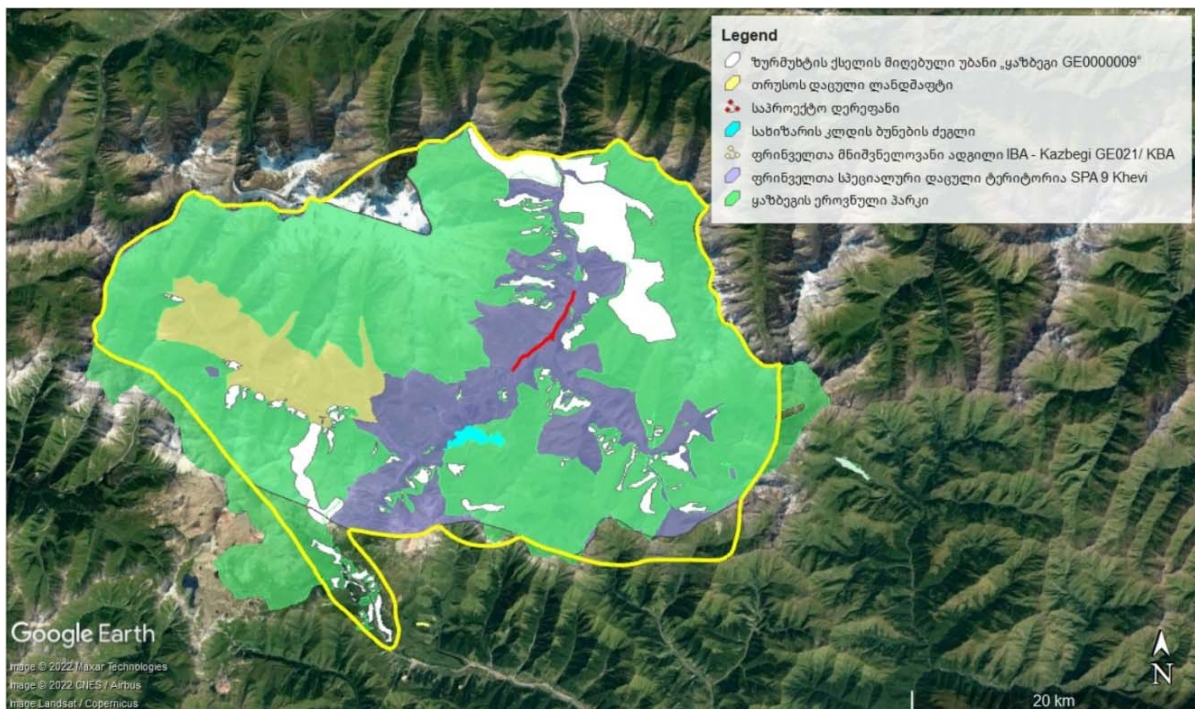 Legend
ზურმუხტის ქსელის მიღებული უბანი „ყაზბეგი GE0000009“
თრუსოს დაცული ლანდშაფტი
საპროექტო დერეფანი
სახიზარის კლდის ბუნების ძეგლი
ფრინველთა მნიშვნელოვანი ადგილი IBA - Kazbegi GE021/ KBA
ფრინველთა სპეციალური დაცული ტერიტორია SPA 9 Khevi
ყაზბეგის ეროვნული პარკი
Google Earth
Image © 2022 Maxar Technologies
Image © 2022 CNES / Airbus
Image Landsat / Copernicus
N
20 km